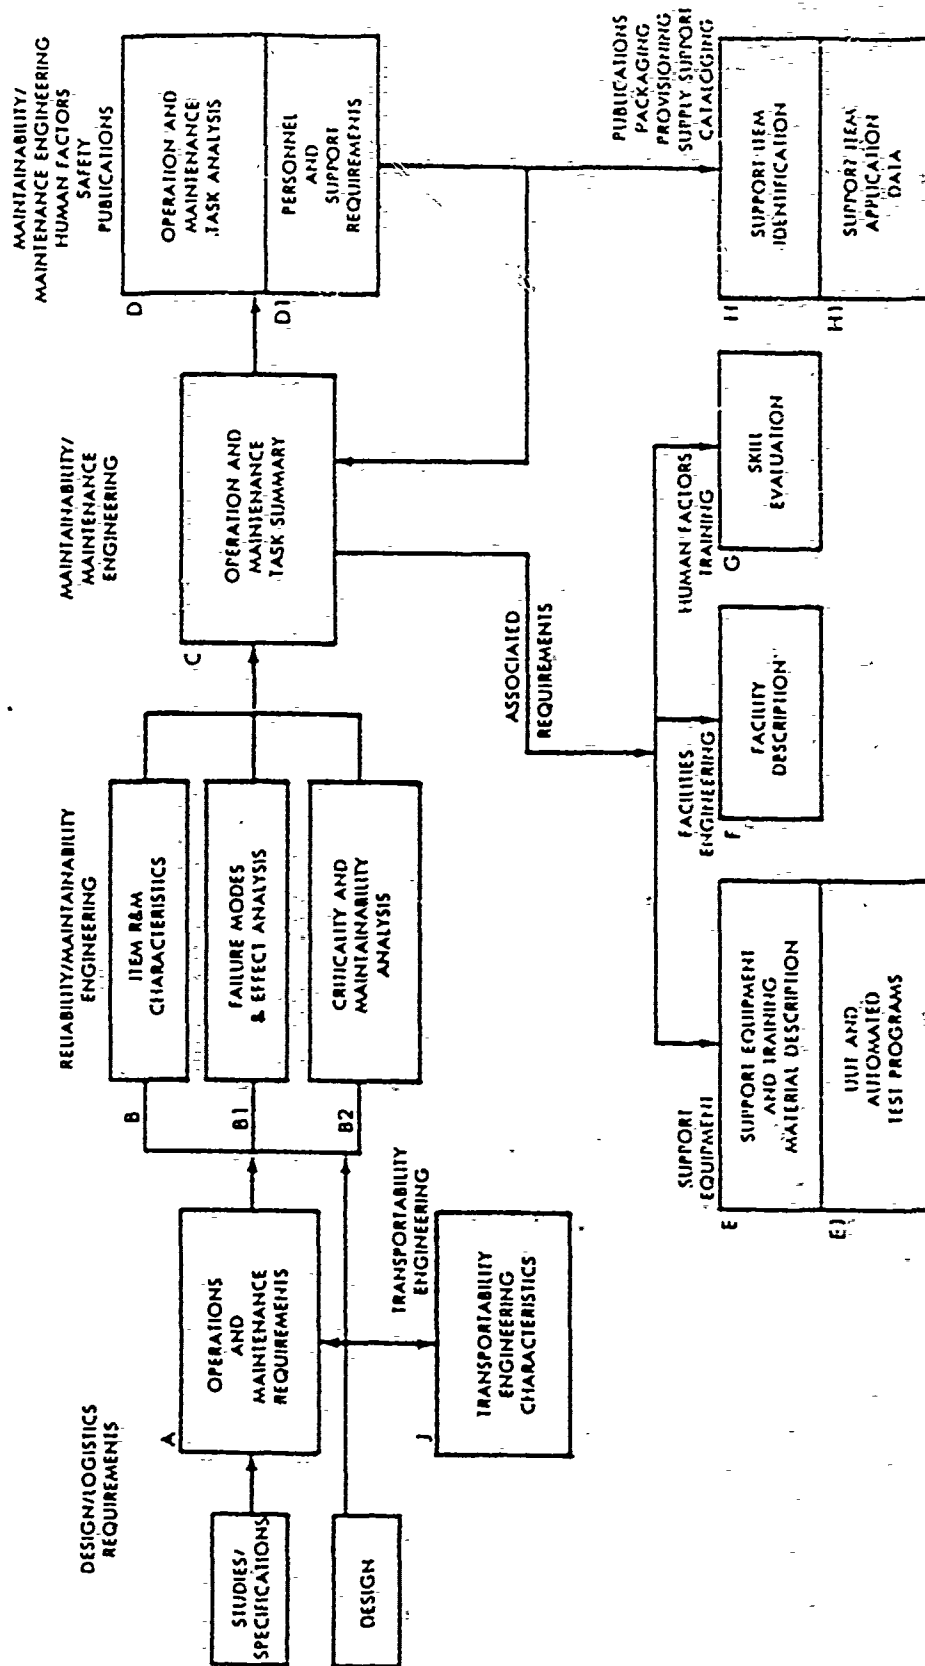 DESIGN/LOGISTICS
REQUIREMENTS
STUDIES/
SPECIFICATIONS
DESIGN
A
OPERATIONS
AND
MAINTENANCE
REQUIREMENTS
TRANSPORTABILITY
ENGINEERING
J
TRANSPORTABILITY
ENGINEERING
CHARACTERISTICS
RELIABILITY/MAINTAINABILITY
ENGINEERING
B
ITEM R&M
CHARACTERISTICS
B1
FAILURE MODES
& EFFECT ANALYSIS
B2
CRITICALITY AND
MAINTAINABILITY
ANALYSIS
MAINTAINABILITY/
MAINTENANCE
ENGINEERING
C
OPERATION AND
MAINTENANCE
TASK SUMMARY
MAINTAINABILITY/
MAINTENANCE ENGINEERING
HUMAN FACTORS
SAFETY
PUBLICATIONS
D
OPERATION AND
MAINTENANCE
TASK ANALYSIS
D1
PERSONNEL
AND
SUPPORT
REQUIREMENTS
ASSOCIATED
REQUIREMENTS
SUPPORT
EQUIPMENT
E
SUPPORT EQUIPMENT
AND TRAINING
MATERIAL DESCRIPTION
E1
UUT AND
AUTOMATED
TEST PROGRAMS
FACILITIES
ENGINEERING
F
FACILITY
DESCRIPTION
HUMAN FACTORS
TRAINING
G
SKILL
EVALUATION
PUBLICATIONS
PACKAGING
PROVISIONING
SUPPLY SUPPORT
CATALOGING
H
SUPPORT ITEM
IDENTIFICATION
H1
SUPPORT ITEM
APPLICATION
DATA